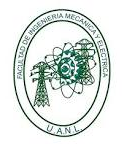 FACULTAD DE INGENIERIA MECANICA Y ELECTRICA
U.A.N.L.